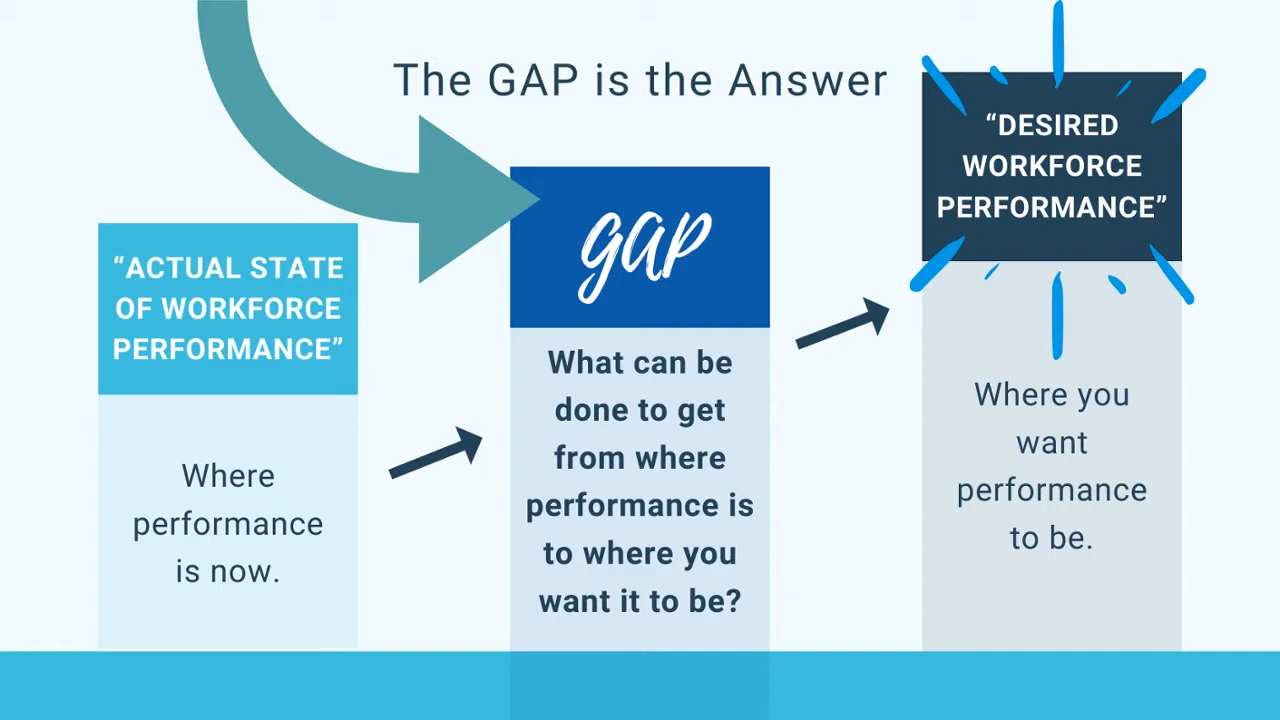 The GAP is the Answer
“ACTUAL STATE
OF WORKFORCE
PERFORMANCE”
Where
performance
is now.
gap
What can be
done to get
from where
performance is
to where you
want it to be?
“DESIRED
WORKFORCE
PERFORMANCE”
Where you
want
performance
to be.